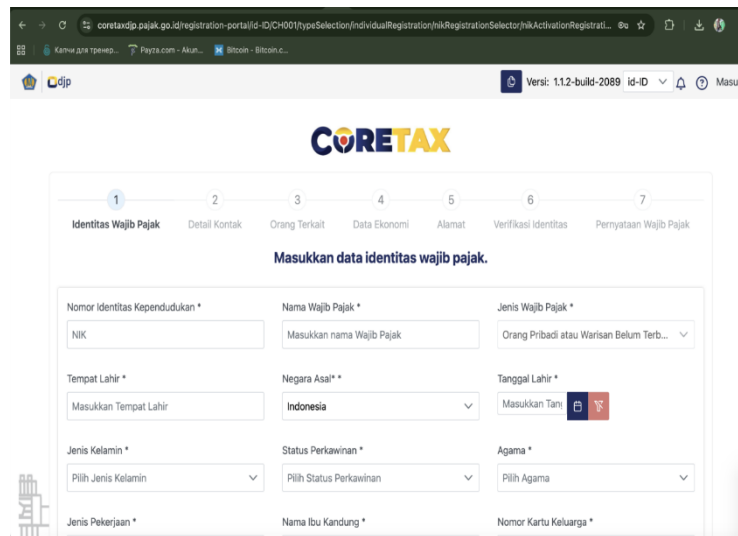 coretaxdjp.pajak.go.id/registration-portal/id-ID/CH001/typeSelection/individualRegistration/nikRegistrationSelector/nikActivationRegistrati...
Капчи для тренер... Payza.com - Akun... Bitcoin - Bitcoin.c...
djp Versi: 1.1.2-build-2089 id-ID Masu
CORETAX
1 2 3 4 5 6 7
Identitas Wajib Pajak Detail Kontak Orang Terkait Data Ekonomi Alamat Verifikasi Identitas Pernyataan Wajib Pajak
Masukkan data identitas wajib pajak.
Nomor Identitas Kependudukan * Nama Wajib Pajak * Jenis Wajib Pajak *
NIK Masukkan nama Wajib Pajak Orang Pribadi atau Warisan Belum Terb...
Tempat Lahir * Negara Asal* * Tanggal Lahir *
Masukkan Tempat Lahir Indonesia Masukkan Tang
Jenis Kelamin * Status Perkawinan * Agama *
Pilih Jenis Kelamin Pilih Status Perkawinan Pilih Agama
Jenis Pekerjaan * Nama Ibu Kandung * Nomor Kartu Keluarga *